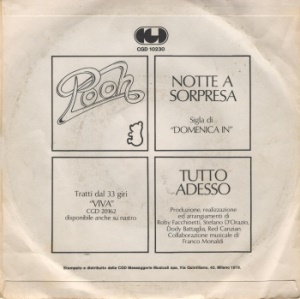 CGD
CGD 10230
Pooh
NOTTE A
SORPRESA
Sigla di
"DOMENICA IN"
Tratti dal 33 giri
"VIVA"
CGD 20162
disponibile anche su nastro
TUTTO
ADESSO
Produzione, realizzazione
ed arrangiamenti di
Roby Facchinetti, Stefano D'Orazio,
Dody Battaglia, Red Canzian
Collaborazione musicale di
Franco Monaldi
Stampato e distribuito dalla CGD Messaggerie Musicali spa, Via Quintiliano, 40, Milano 1979.